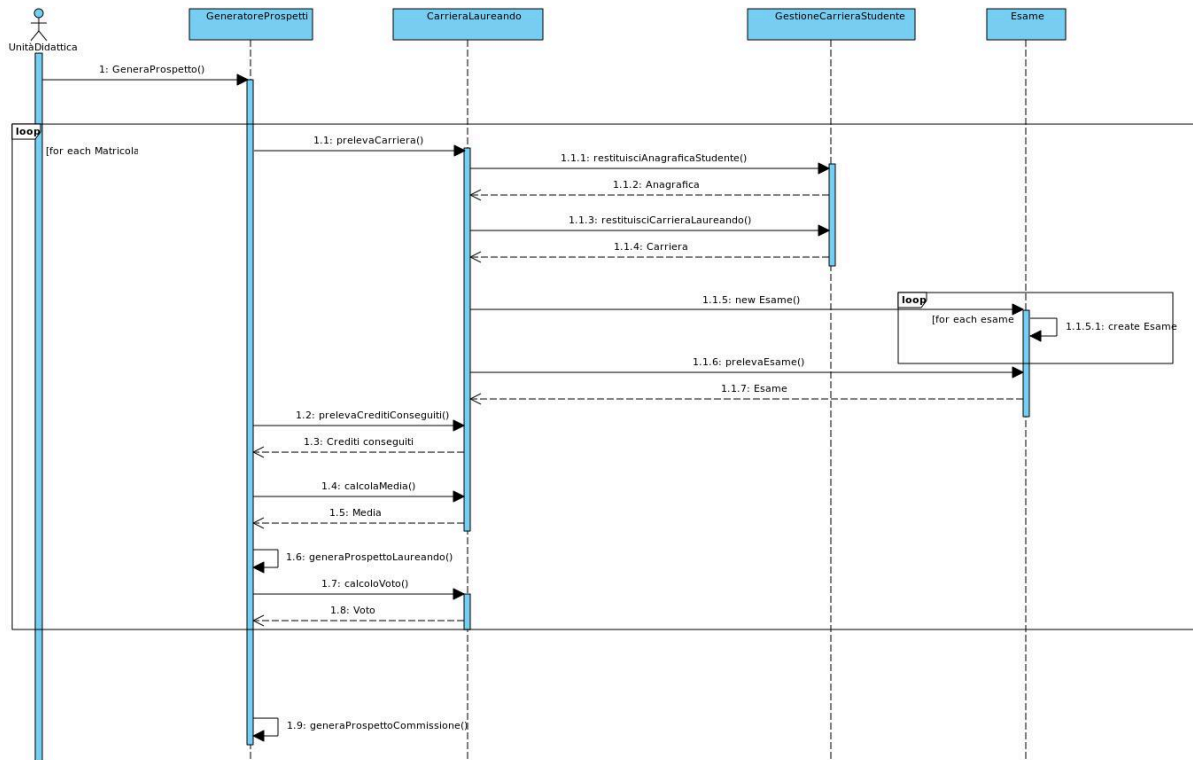 GeneratoreProspetti
CarrieraLaureando
GestioneCarrieraStudente
Esame
UnitàDidattica
1: GeneraProspetto()
loop
[for each Matricola
1.1: prelevaCarriera()
1.1.1: restituisciAnagraficaStudente()
1.1.2: Anagrafica
1.1.3: restituisciCarrieraLaureando()
1.1.4: Carriera
1.1.5: new Esame()
loop
[for each esame
1.1.5.1: create Esame
1.1.6: prelevaEsame()
1.1.7: Esame
1.2: prelevaCreditiConseguiti()
1.3: Crediti conseguiti
1.4: calcolaMedia()
1.5: Media
1.6: generaProspettoLaureando()
1.7: calcoloVoto()
1.8: Voto
1.9: generaProspettoCommissione()